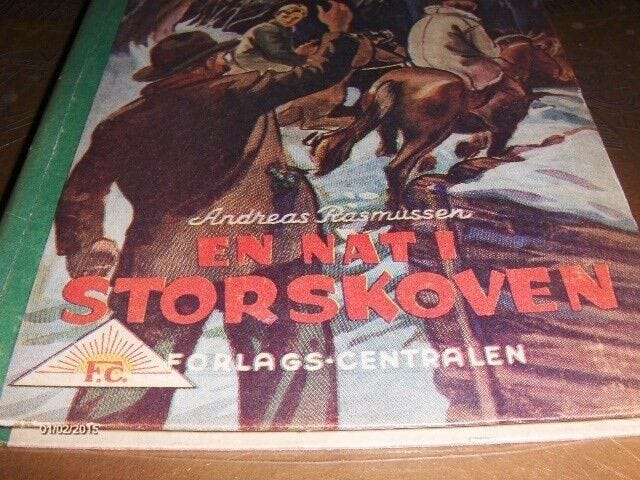 Andreas Rasmussen
EN NAT I
STORSKOVEN
FORLAGS-CENTRALEN
F.C.
01/02/2015